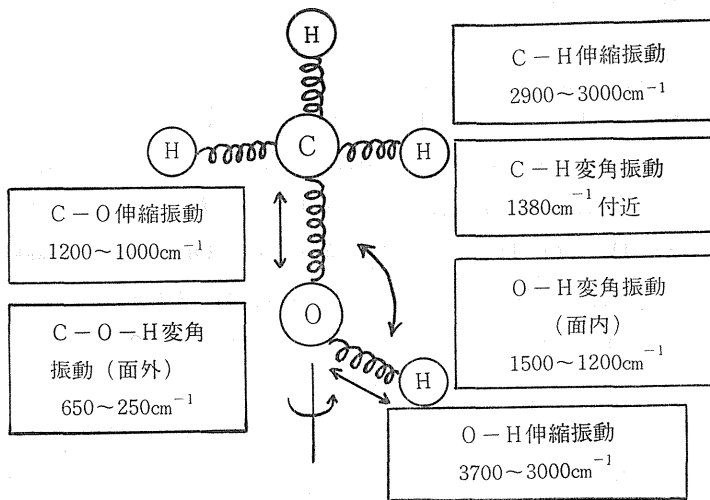 H
C－H伸縮振動
2900～3000cm⁻¹
H
C
H
C－H変角振動
1380cm⁻¹付近
C－O伸縮振動
1200～1000cm⁻¹
O－H変角振動
（面内）
1500～1200cm⁻¹
O
C－O－H変角
振動（面外）
650～250cm⁻¹
H
O－H伸縮振動
3700～3000cm⁻¹